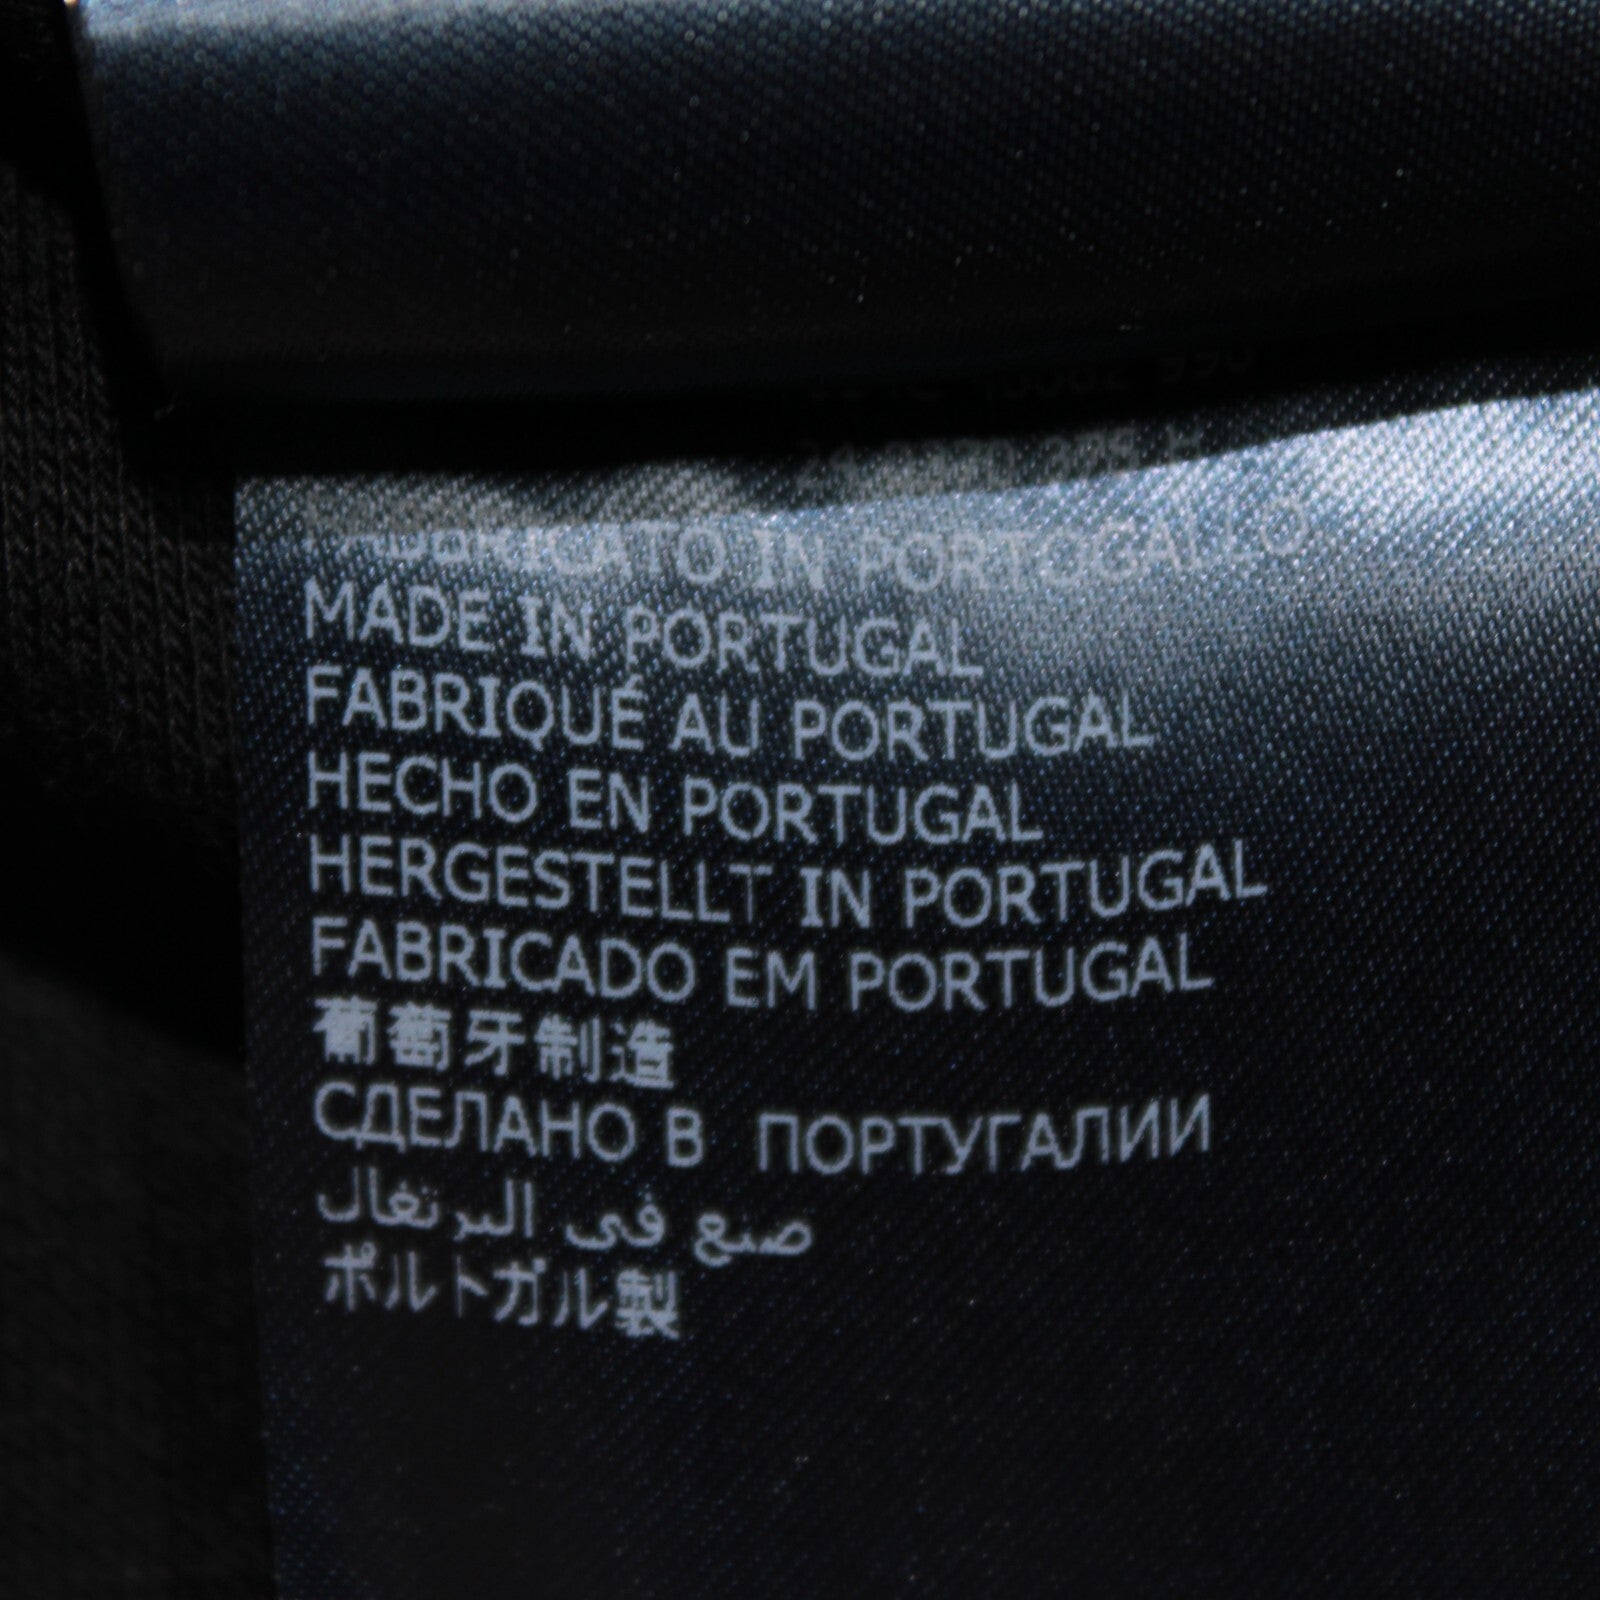 FABBRICATO IN PORTOGALLO
MADE IN PORTUGAL
FABRIQUÉ AU PORTUGAL
HECHO EN PORTUGAL
HERGESTELLT IN PORTUGAL
FABRICADO EM PORTUGAL
葡萄牙制造
СДЕЛАНО В ПОРТУГАЛИИ
صنع فى البرتغال
ポルトガル製